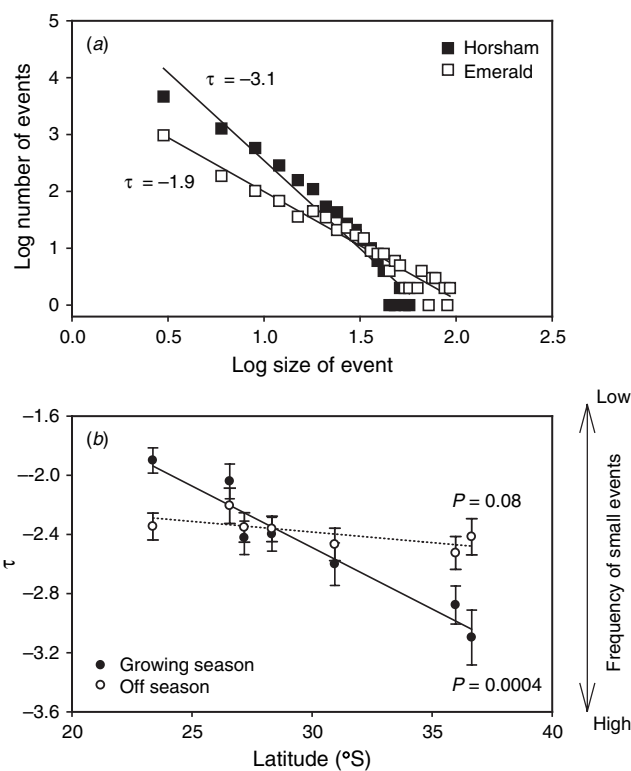 5
(a)
Horsham
Emerald
4
τ = –3.1
3
2
τ = –1.9
1
0
Log number of events
0.0 0.5 1.0 1.5 2.0 2.5
Log size of event
–1.6
(b)
–-2.0
–2.4
–2.8
–3.2
–3.6
τ
P = 0.08
P = 0.0004
Growing season
Off season
20 25 30 35 40
Latitude (°S)
Low
Frequency of small events
High